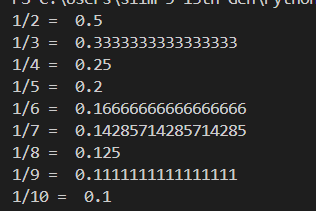 1/2 =  0.5
1/3 =  0.3333333333333333
1/4 =  0.25
1/5 =  0.2
1/6 =  0.16666666666666666
1/7 =  0.14285714285714285
1/8 =  0.125
1/9 =  0.1111111111111111
1/10 =  0.1